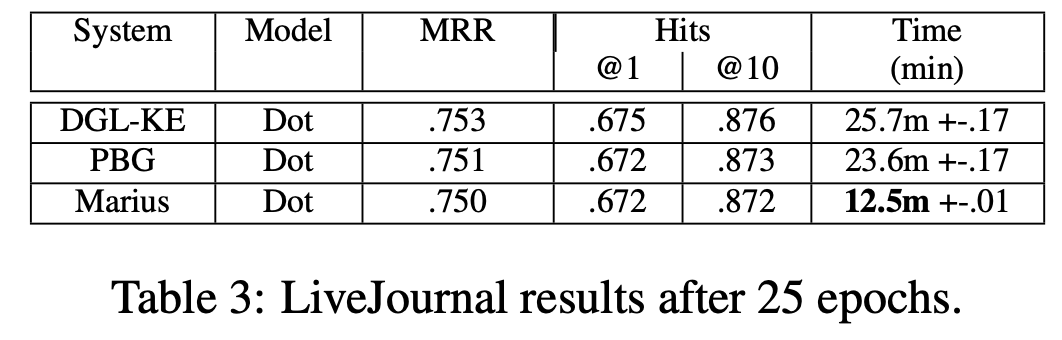 System Model MRR Hits Time
@1 @10 (min)
DGL-KE Dot .753 .675 .876 25.7m +-.17
PBG Dot .751 .672 .873 23.6m +-.17
Marius Dot .750 .672 .872 12.5m +-.01
Table 3: LiveJournal results after 25 epochs.